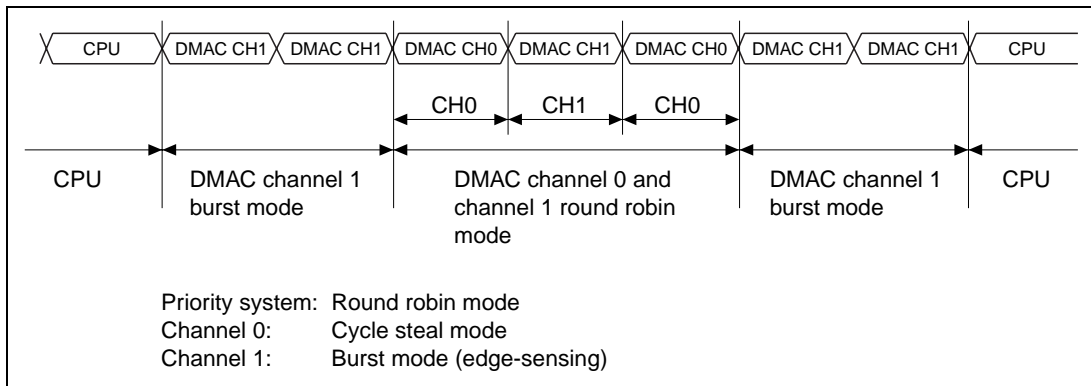 CPU DMAC CH1 DMAC CH1 DMAC CH0 DMAC CH1 DMAC CH0 DMAC CH1 DMAC CH1 CPU
CH0 CH1 CH0
CPU
DMAC channel 1
burst mode
DMAC channel 0 and
channel 1 round robin
mode
DMAC channel 1
burst mode
CPU
Priority system: Round robin mode
Channel 0: Cycle steal mode
Channel 1: Burst mode (edge-sensing)